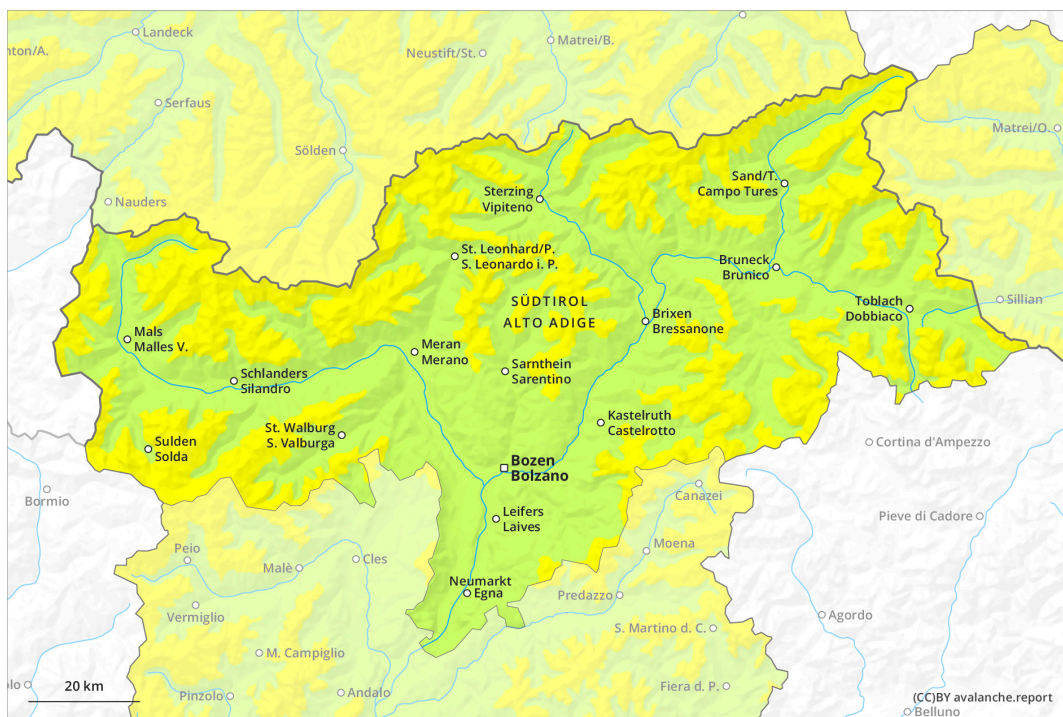 Landeck
nton/A.
Matrei/B.
Neustift/St.
Serfaus
Matrei/O.
Sölden
Sand/T.
Campo Tures
Sterzing
Vipiteno
Nauders
St. Leonhard/P.
S. Leonardo i. P.
Bruneck
Brunico
SÜDTIROL
ALTO ADIGE
Toblach
Dobbiaco
Sillian
Brixen
Bressanone
Mals
Malles V.
Meran
Merano
Sarnthein
Sarentino
Schlanders
Silandro
Kastelruth
Castelrotto
St. Walburg
S. Valburga
Sulden
Solda
Cortina d'Ampezzo
Bozen
Bolzano
Bormio
Canazei
Leifers
Laives
Pieve di Cadore
Peio
Cles
Moena
Malè
Neumarkt
Egna
Predazzo
Vermiglio
Agordo
S. Martino d. C.
M. Campiglio
olo
20 km
Pinzolo
Andalo
Fiera d. P.
(CC)BY avalanche.report
Belluno